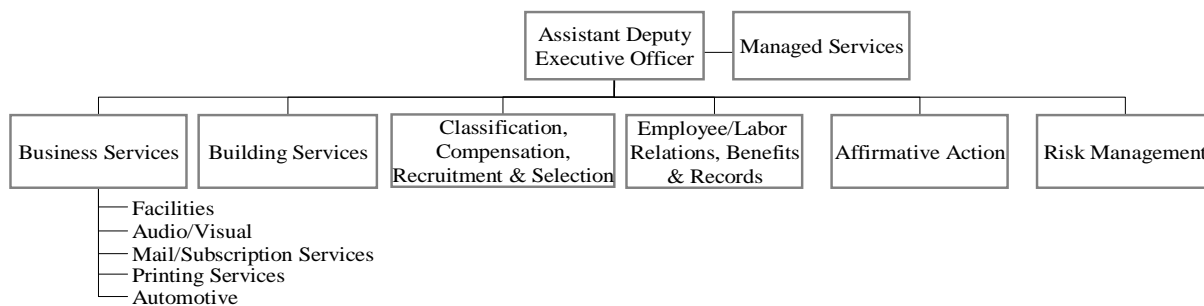 Assistant Deputy
Executive Officer
Managed Services
Business Services
Building Services
Classification,
Compensation,
Recruitment & Selection
Employee/Labor
Relations, Benefits
& Records
Affirmative Action
Risk Management
Facilities
Audio/Visual
Mail/Subscription Services
Printing Services
Automotive